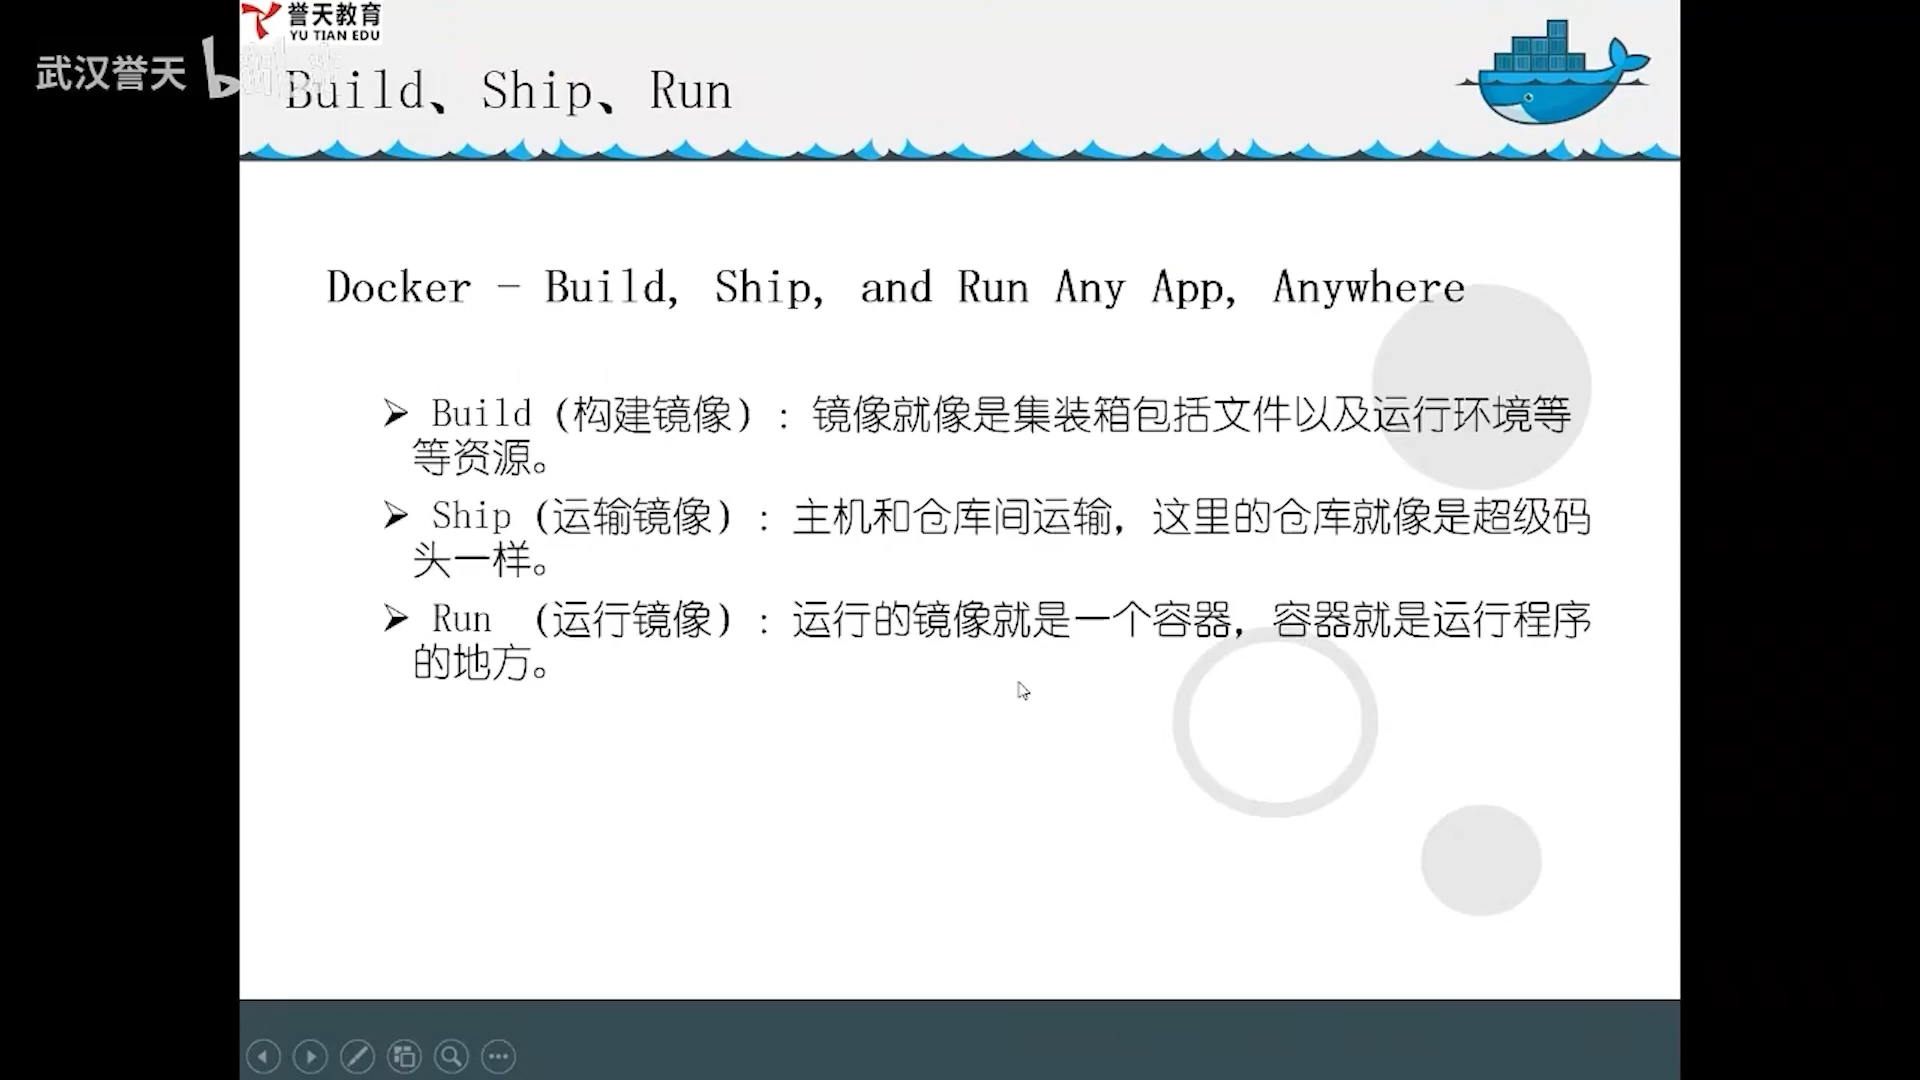 誉天教育
YU TIAN EDU
武汉誉天
Build、Ship、Run
Docker - Build, Ship, and Run Any App, Anywhere
➢ Build（构建镜像）: 镜像就像是集装箱包括文件以及运行环境等
等资源。
➢ Ship（运输镜像）: 主机和仓库间运输，这里的仓库就像是超级码
头一样。
➢ Run （运行镜像）: 运行的镜像就是一个容器，容器就是运行程序
的地方。